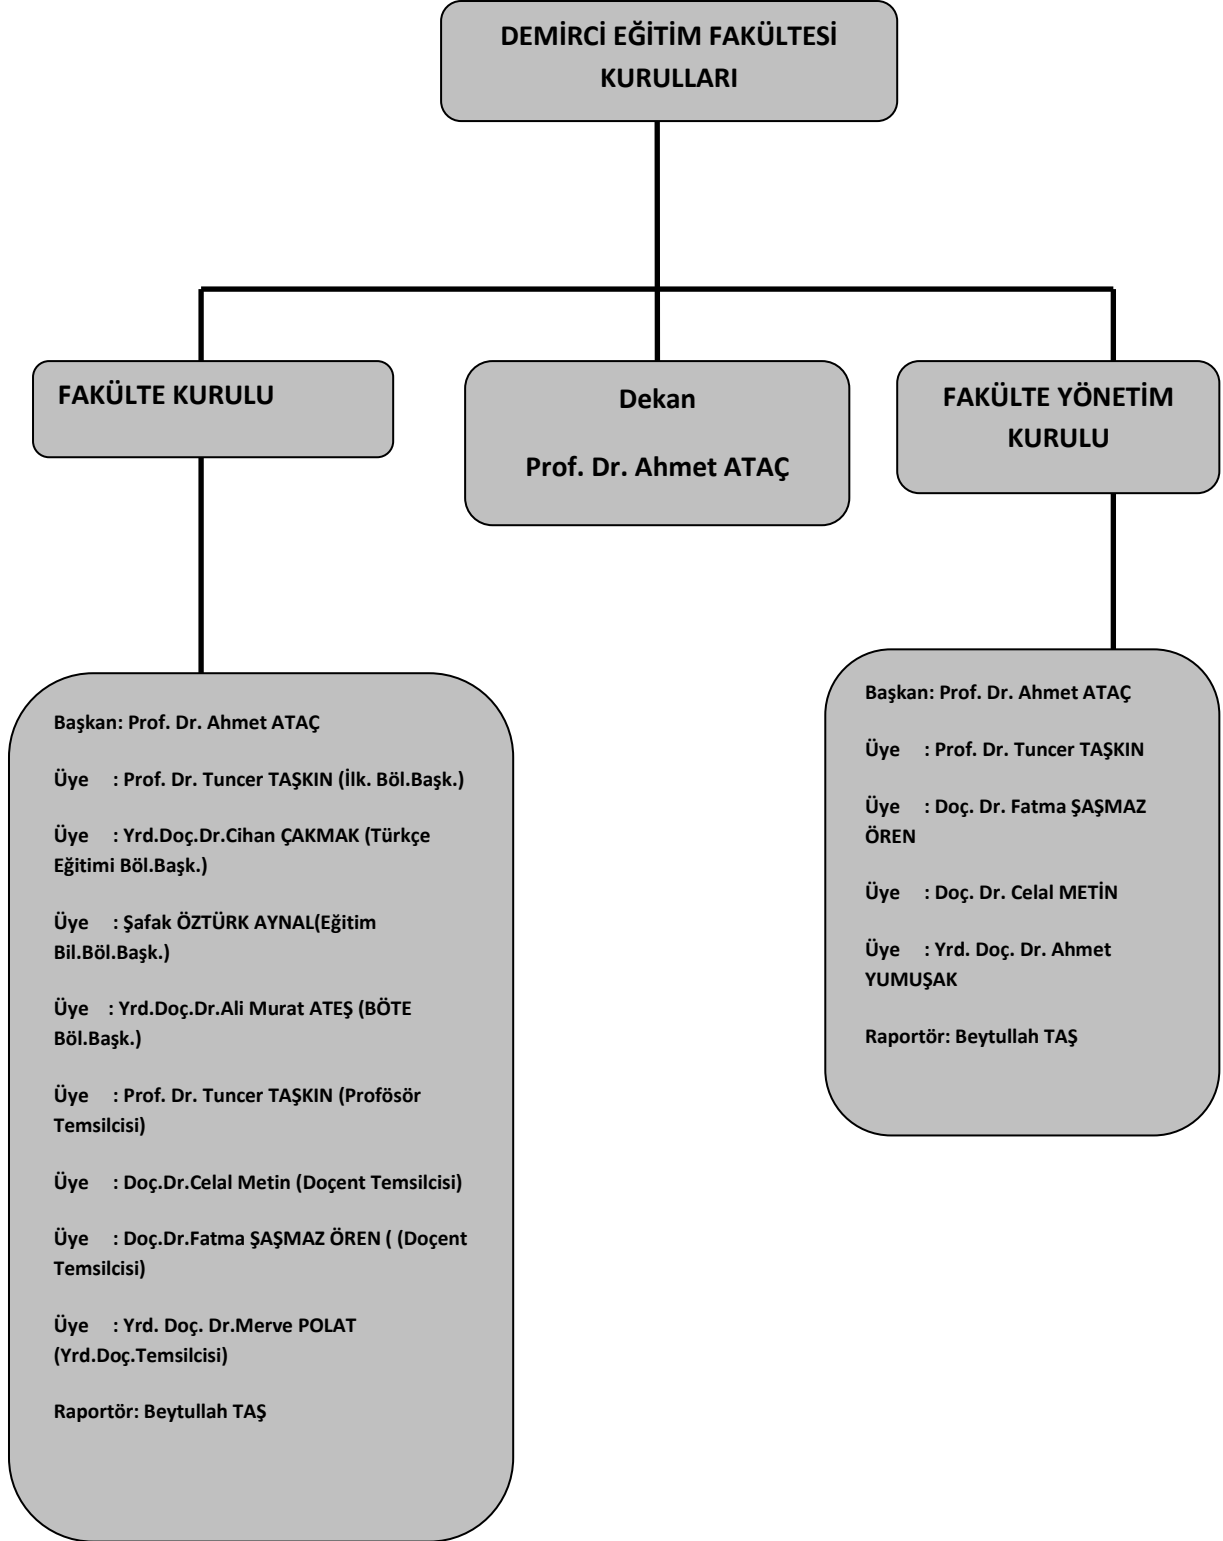 DEMİRCİ EĞİTİM FAKÜLTESİ
KURULLARI
FAKÜLTE KURULU
Dekan
Prof. Dr. Ahmet ATAÇ
FAKÜLTE YÖNETİM
KURULU
Başkan: Prof. Dr. Ahmet ATAÇ
Üye : Prof. Dr. Tuncer TAŞKIN (İlk. Böl.Başk.)
Üye : Yrd.Doç.Dr.Cihan ÇAKMAK (Türkçe
Eğitimi Böl.Başk.)
Üye : Şafak ÖZTÜRK AYNAL(Eğitim
Bil.Böl.Başk.)
Üye : Yrd.Doç.Dr.Ali Murat ATEŞ (BÖTE
Böl.Başk.)
Üye : Prof. Dr. Tuncer TAŞKIN (Profösör
Temsilcisi)
Üye : Doç.Dr.Celal Metin (Doçent Temsilcisi)
Üye : Doç.Dr.Fatma ŞAŞMAZ ÖREN ( (Doçent
Temsilcisi)
Üye : Yrd. Doç. Dr.Merve POLAT
(Yrd.Doç.Temsilcisi)
Raportör: Beytullah TAŞ
Başkan: Prof. Dr. Ahmet ATAÇ
Üye : Prof. Dr. Tuncer TAŞKIN
Üye : Doç. Dr. Fatma ŞAŞMAZ
ÖREN
Üye : Doç. Dr. Celal METİN
Üye : Yrd. Doç. Dr. Ahmet
YUMUŞAK
Raportör: Beytullah TAŞ